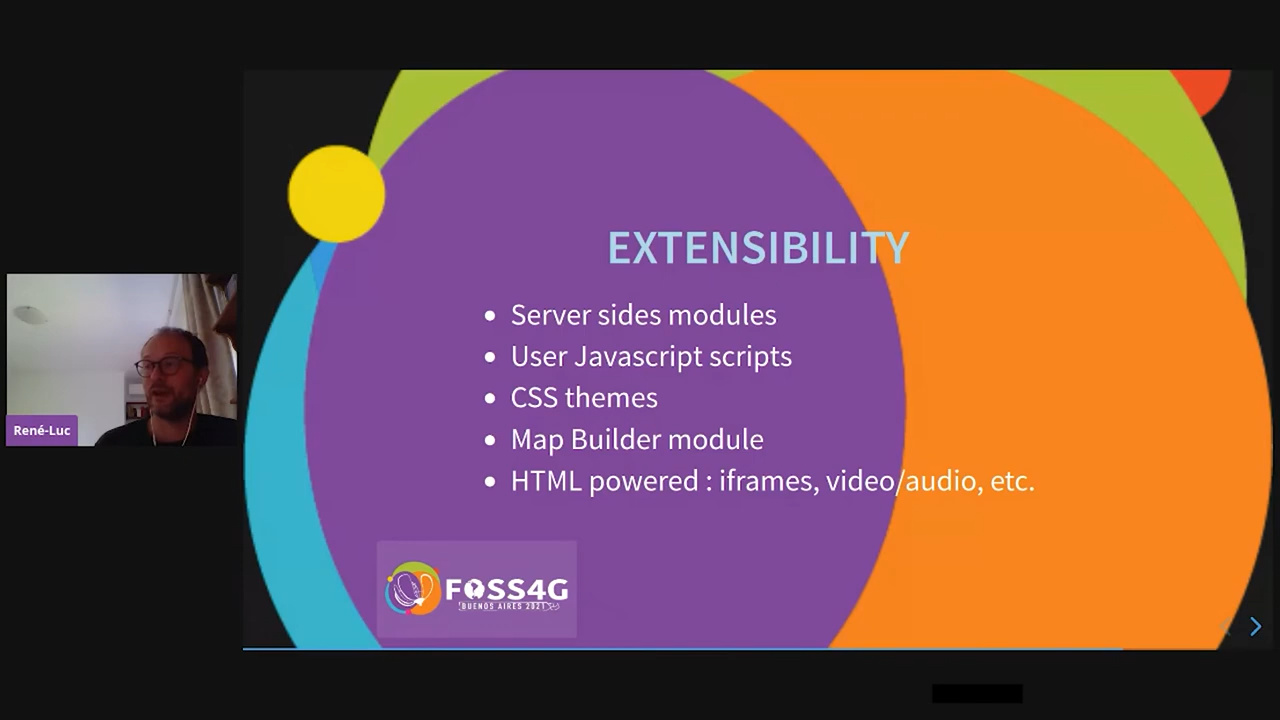 EXTENSIBILITY
Server sides modules
User Javascript scripts
CSS themes
Map Builder module
HTML powered : iframes, video/audio, etc.
René-Luc
FOSS4G
BUENOS AIRES 2021